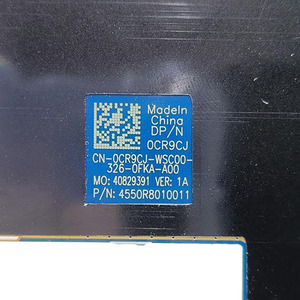 MadeIn
China
DP/N
0CR9CJ
CN-0CR9CJ-WSC00-
326-0FKA-A00
MO: 40829391 VER: 1A
P/N: 4550R8010011